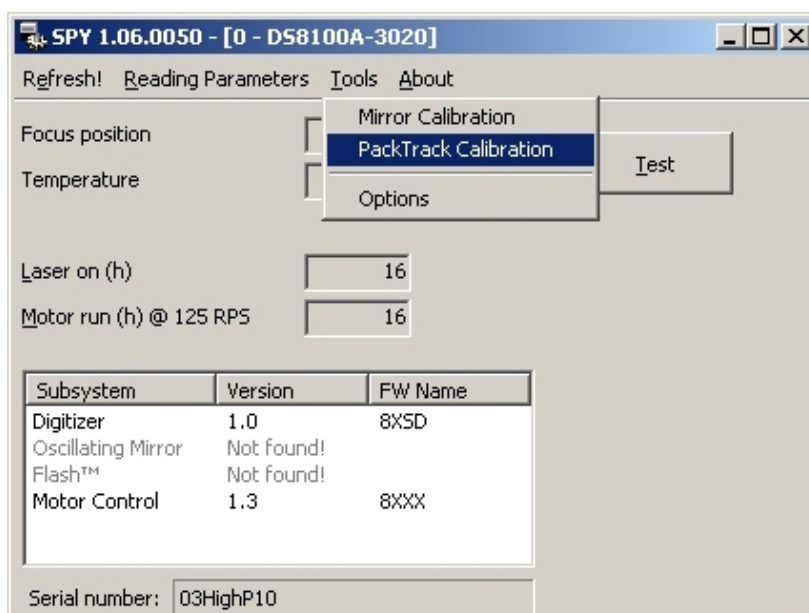 SPY 1.06.0050 - [0 - DS8100A-3020]
Refresh! Reading Parameters Tools About
Mirror Calibration
PackTrack Calibration
Options
Focus position
Temperature
Test
Laser on (h) 16
Motor run (h) @ 125 RPS 16
Subsystem Version FW Name
Digitizer 1.0 8XSD
Oscillating Mirror Not found!
Flash™ Not found!
Motor Control 1.3 8XXX
Serial number: 03HighP10